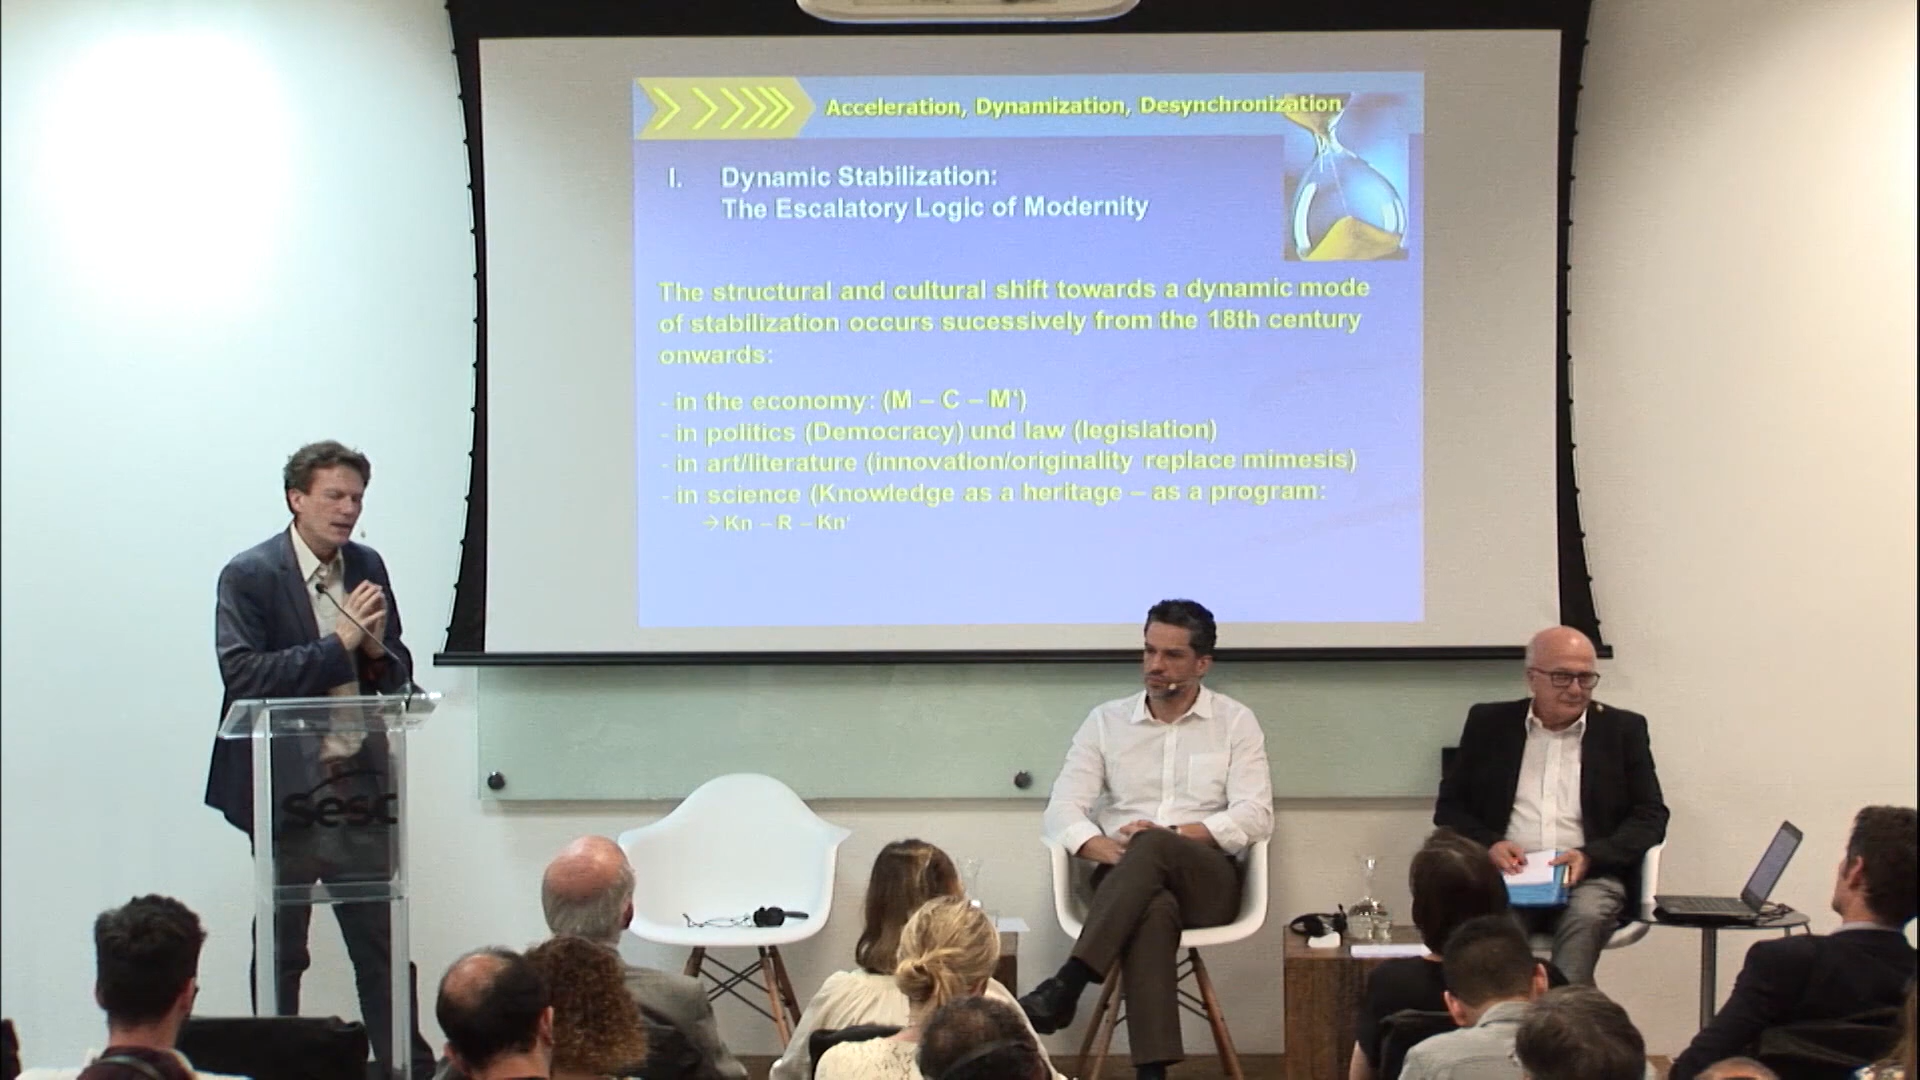 Acceleration, Dynamization, Desynchronization
I. Dynamic Stabilization:
The Escalatory Logic of Modernity
The structural and cultural shift towards a dynamic mode
of stabilization occurs sucessively from the 18th century
onwards:
- in the economy: (M – C – M‘)
- in politics (Democracy) und law (legislation)
- in art/literature (innovation/originality replace mimesis)
- in science (Knowledge as a heritage – as a program:
→ Kn – R – Kn‘
sesc